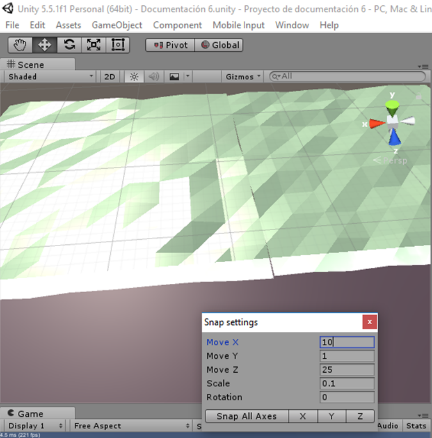 Unity 5.5.1f1 Personal (64bit) - Documentación 6.unity - Proyecto de documentación 6 - PC, Mac & Lin
File Edit Assets GameObject Component Mobile Input Window Help
Pivot Global
Scene
Shaded 2D Gizmos All
y
x
z
Persp
Snap settings x
Move X 10
Move Y 1
Move Z 25
Scale 0.1
Rotation 0
Snap All Axes X Y Z
Game
Display 1 Free Aspect Audio Stats
4.5 ms (221 fps)